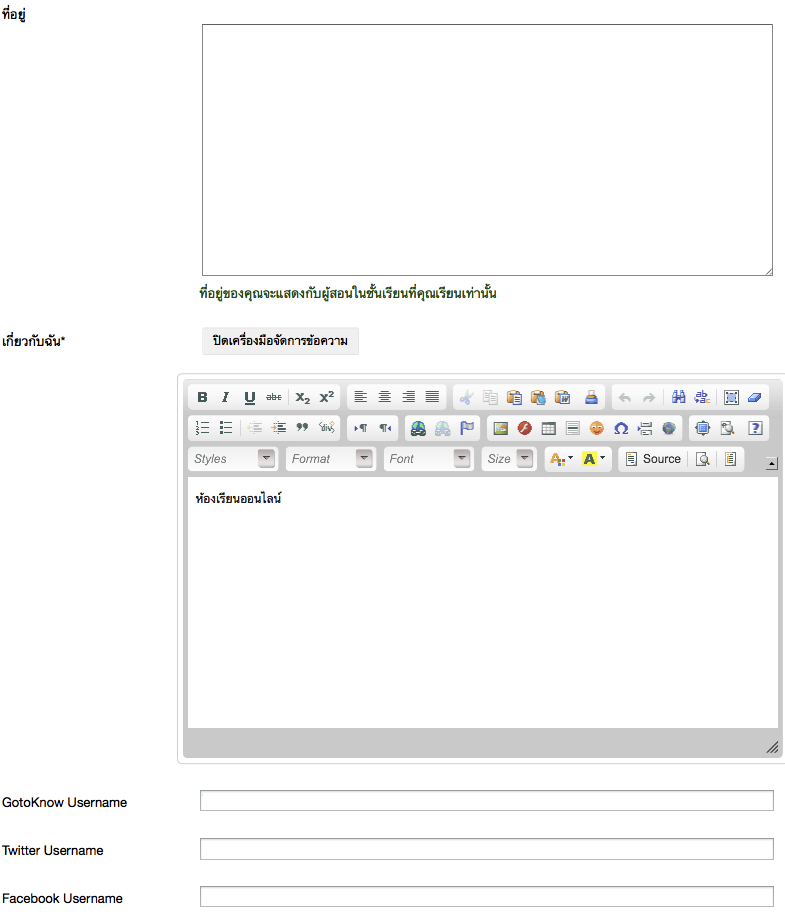 ที่อยู่
ที่อยู่ของคุณจะแสดงกับผู้สอนในชั้นเรียนที่คุณเรียนเท่านั้น
เกี่ยวกับฉัน*
ปิดเครื่องมือจัดการข้อความ
B I U abc X₂ X²
Styles Format Font Size A A Source
ห้องเรียนออนไลน์
GotoKnow Username
Twitter Username
Facebook Username